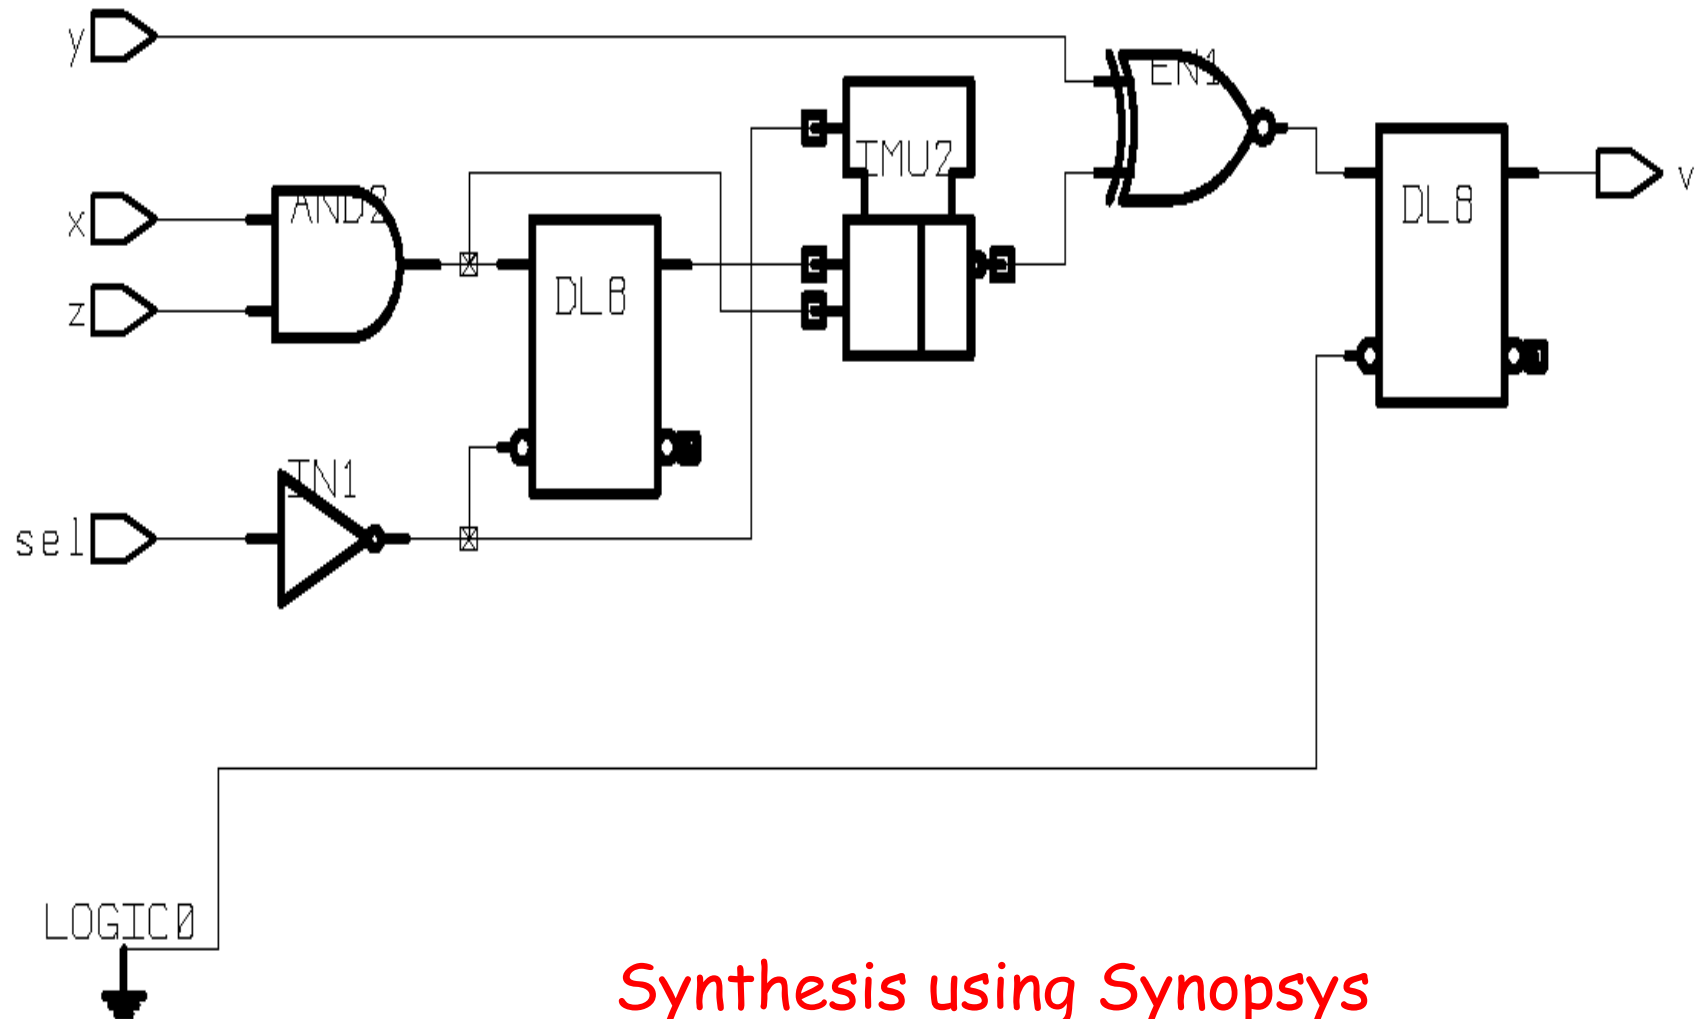 y
EN1
IMU2
v
x
AND2
DL8
z
DL8
IN1
sel
LOGIC0
Synthesis using Synopsys